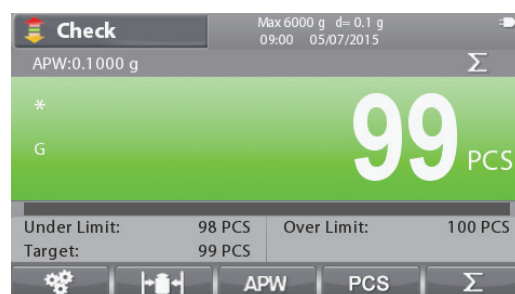 Check
Max 6000 g d= 0.1 g
09:00 05/07/2015
APW:0.1000 g
Σ
*
G
99 PCS
Under Limit: 98 PCS Over Limit: 100 PCS
Target: 99 PCS
APW PCS Σ